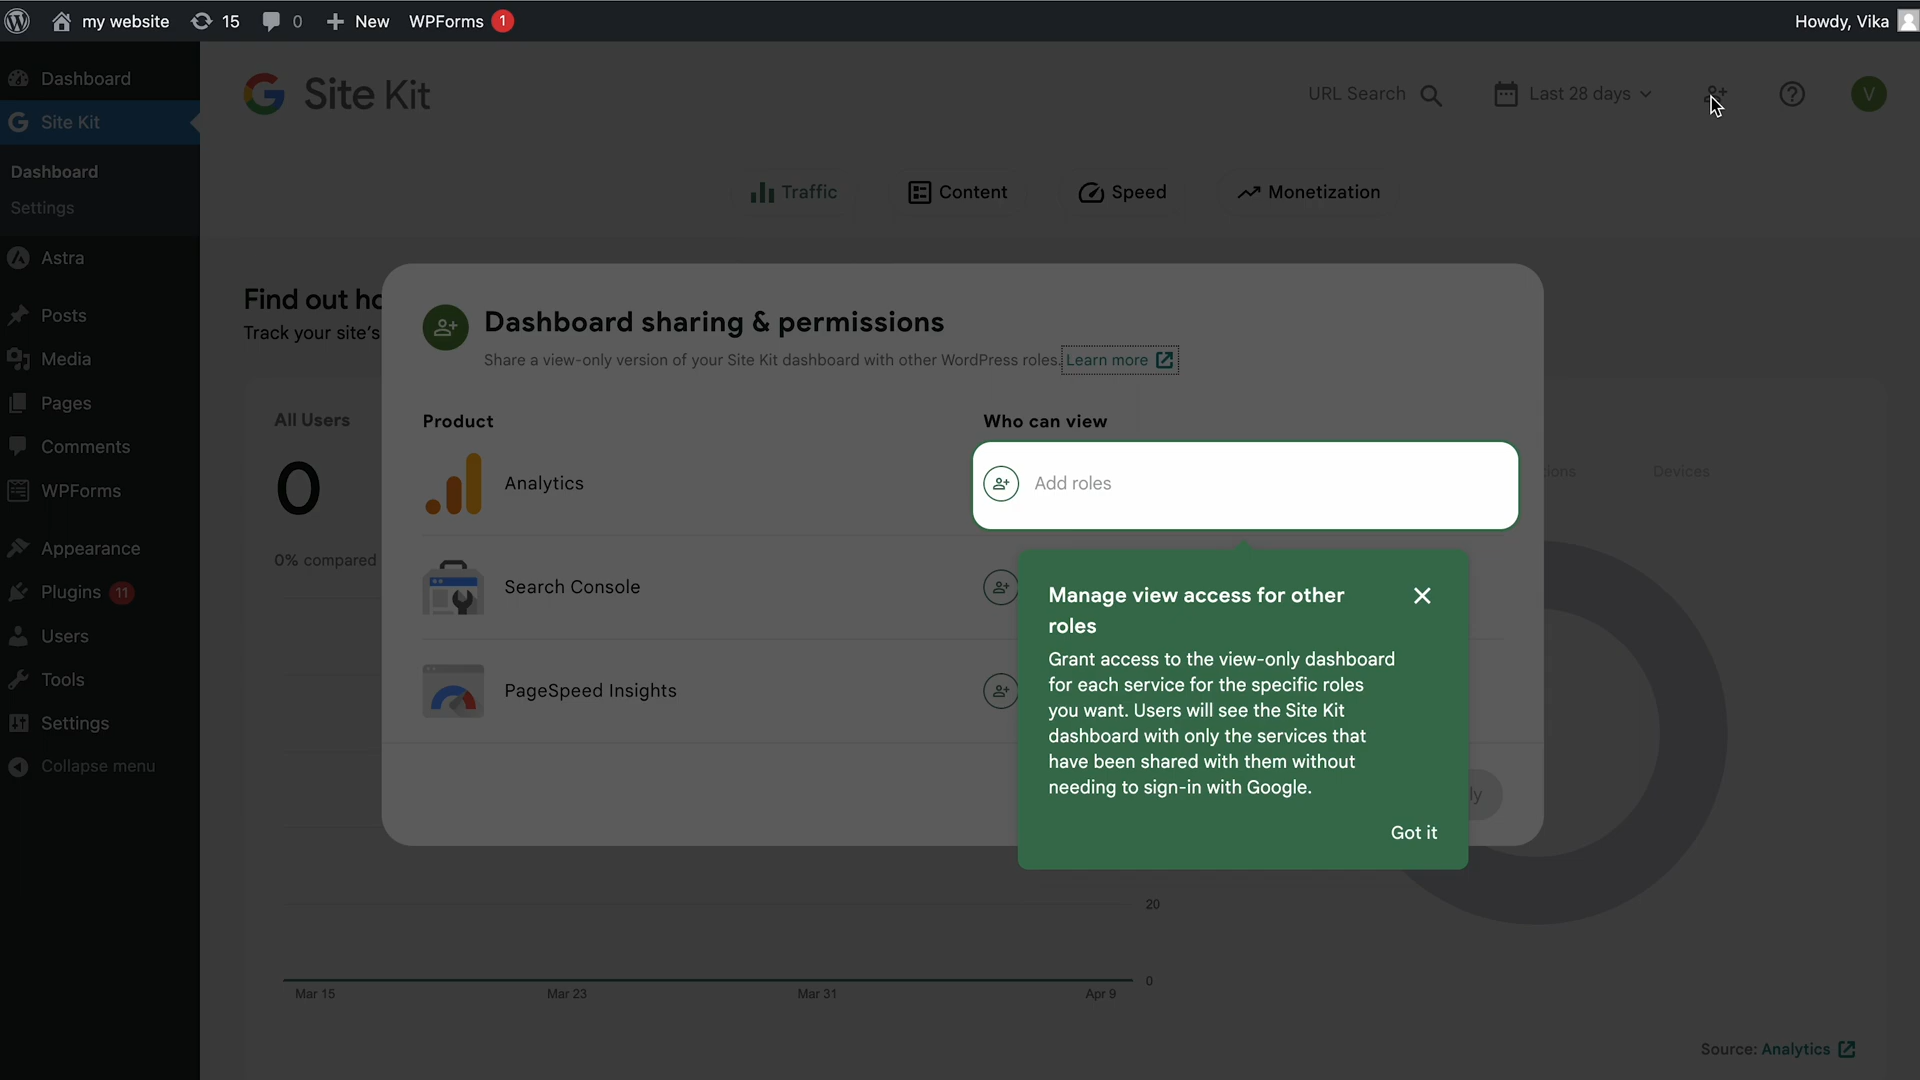 my website 15 0 New WPForms 1 Howdy, Vika
Dashboard
Site Kit
Dashboard
Settings
Astra
Posts
Media
Pages
Comments
WPForms
Appearance
Plugins 11
Users
Tools
Settings
Collapse menu
Site Kit
URL Search Last 28 days V
Traffic Content Speed Monetization
Find out ho
Track your site's
All Users
0
0% compared
Devices
Dashboard sharing & permissions
Share a view-only version of your Site Kit dashboard with other WordPress roles. Learn more
Product Who can view
Analytics Add roles
Search Console
PageSpeed Insights
Manage view access for other
roles
Grant access to the view-only dashboard
for each service for the specific roles
you want. Users will see the Site Kit
dashboard with only the services that
have been shared with them without
needing to sign-in with Google.
Got it
20
0
Mar 15 Mar 23 Mar 31 Apr 9
Source: Analytics